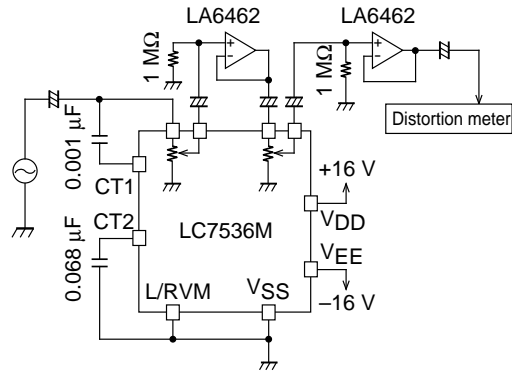 LA6462
LA6462
1 MΩ
+
–
1 MΩ
+
–
Distortion meter
0.001 µF
CT1
+16 V
VDD
CT2
LC7536M
0.068 µF
VEE
L/RVM
VSS
–16 V